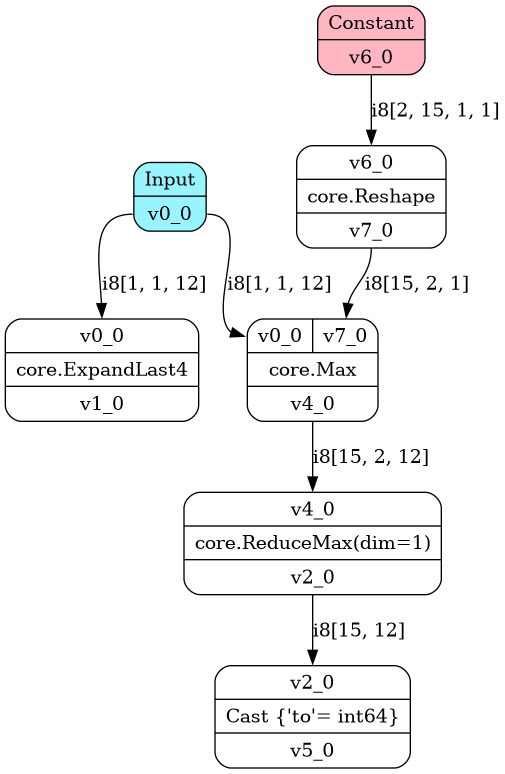 Constant
v6_0
i8[2, 15, 1, 1]
v6_0
core.Reshape
v7_0
Input
v0_0
i8[1, 1, 12]
i8[1, 1, 12]
i8[15, 2, 1]
v0_0
core.ExpandLast4
v1_0
v0_0 v7_0
core.Max
v4_0
i8[15, 2, 12]
v4_0
core.ReduceMax(dim=1)
v2_0
i8[15, 12]
v2_0
Cast {'to'= int64}
v5_0